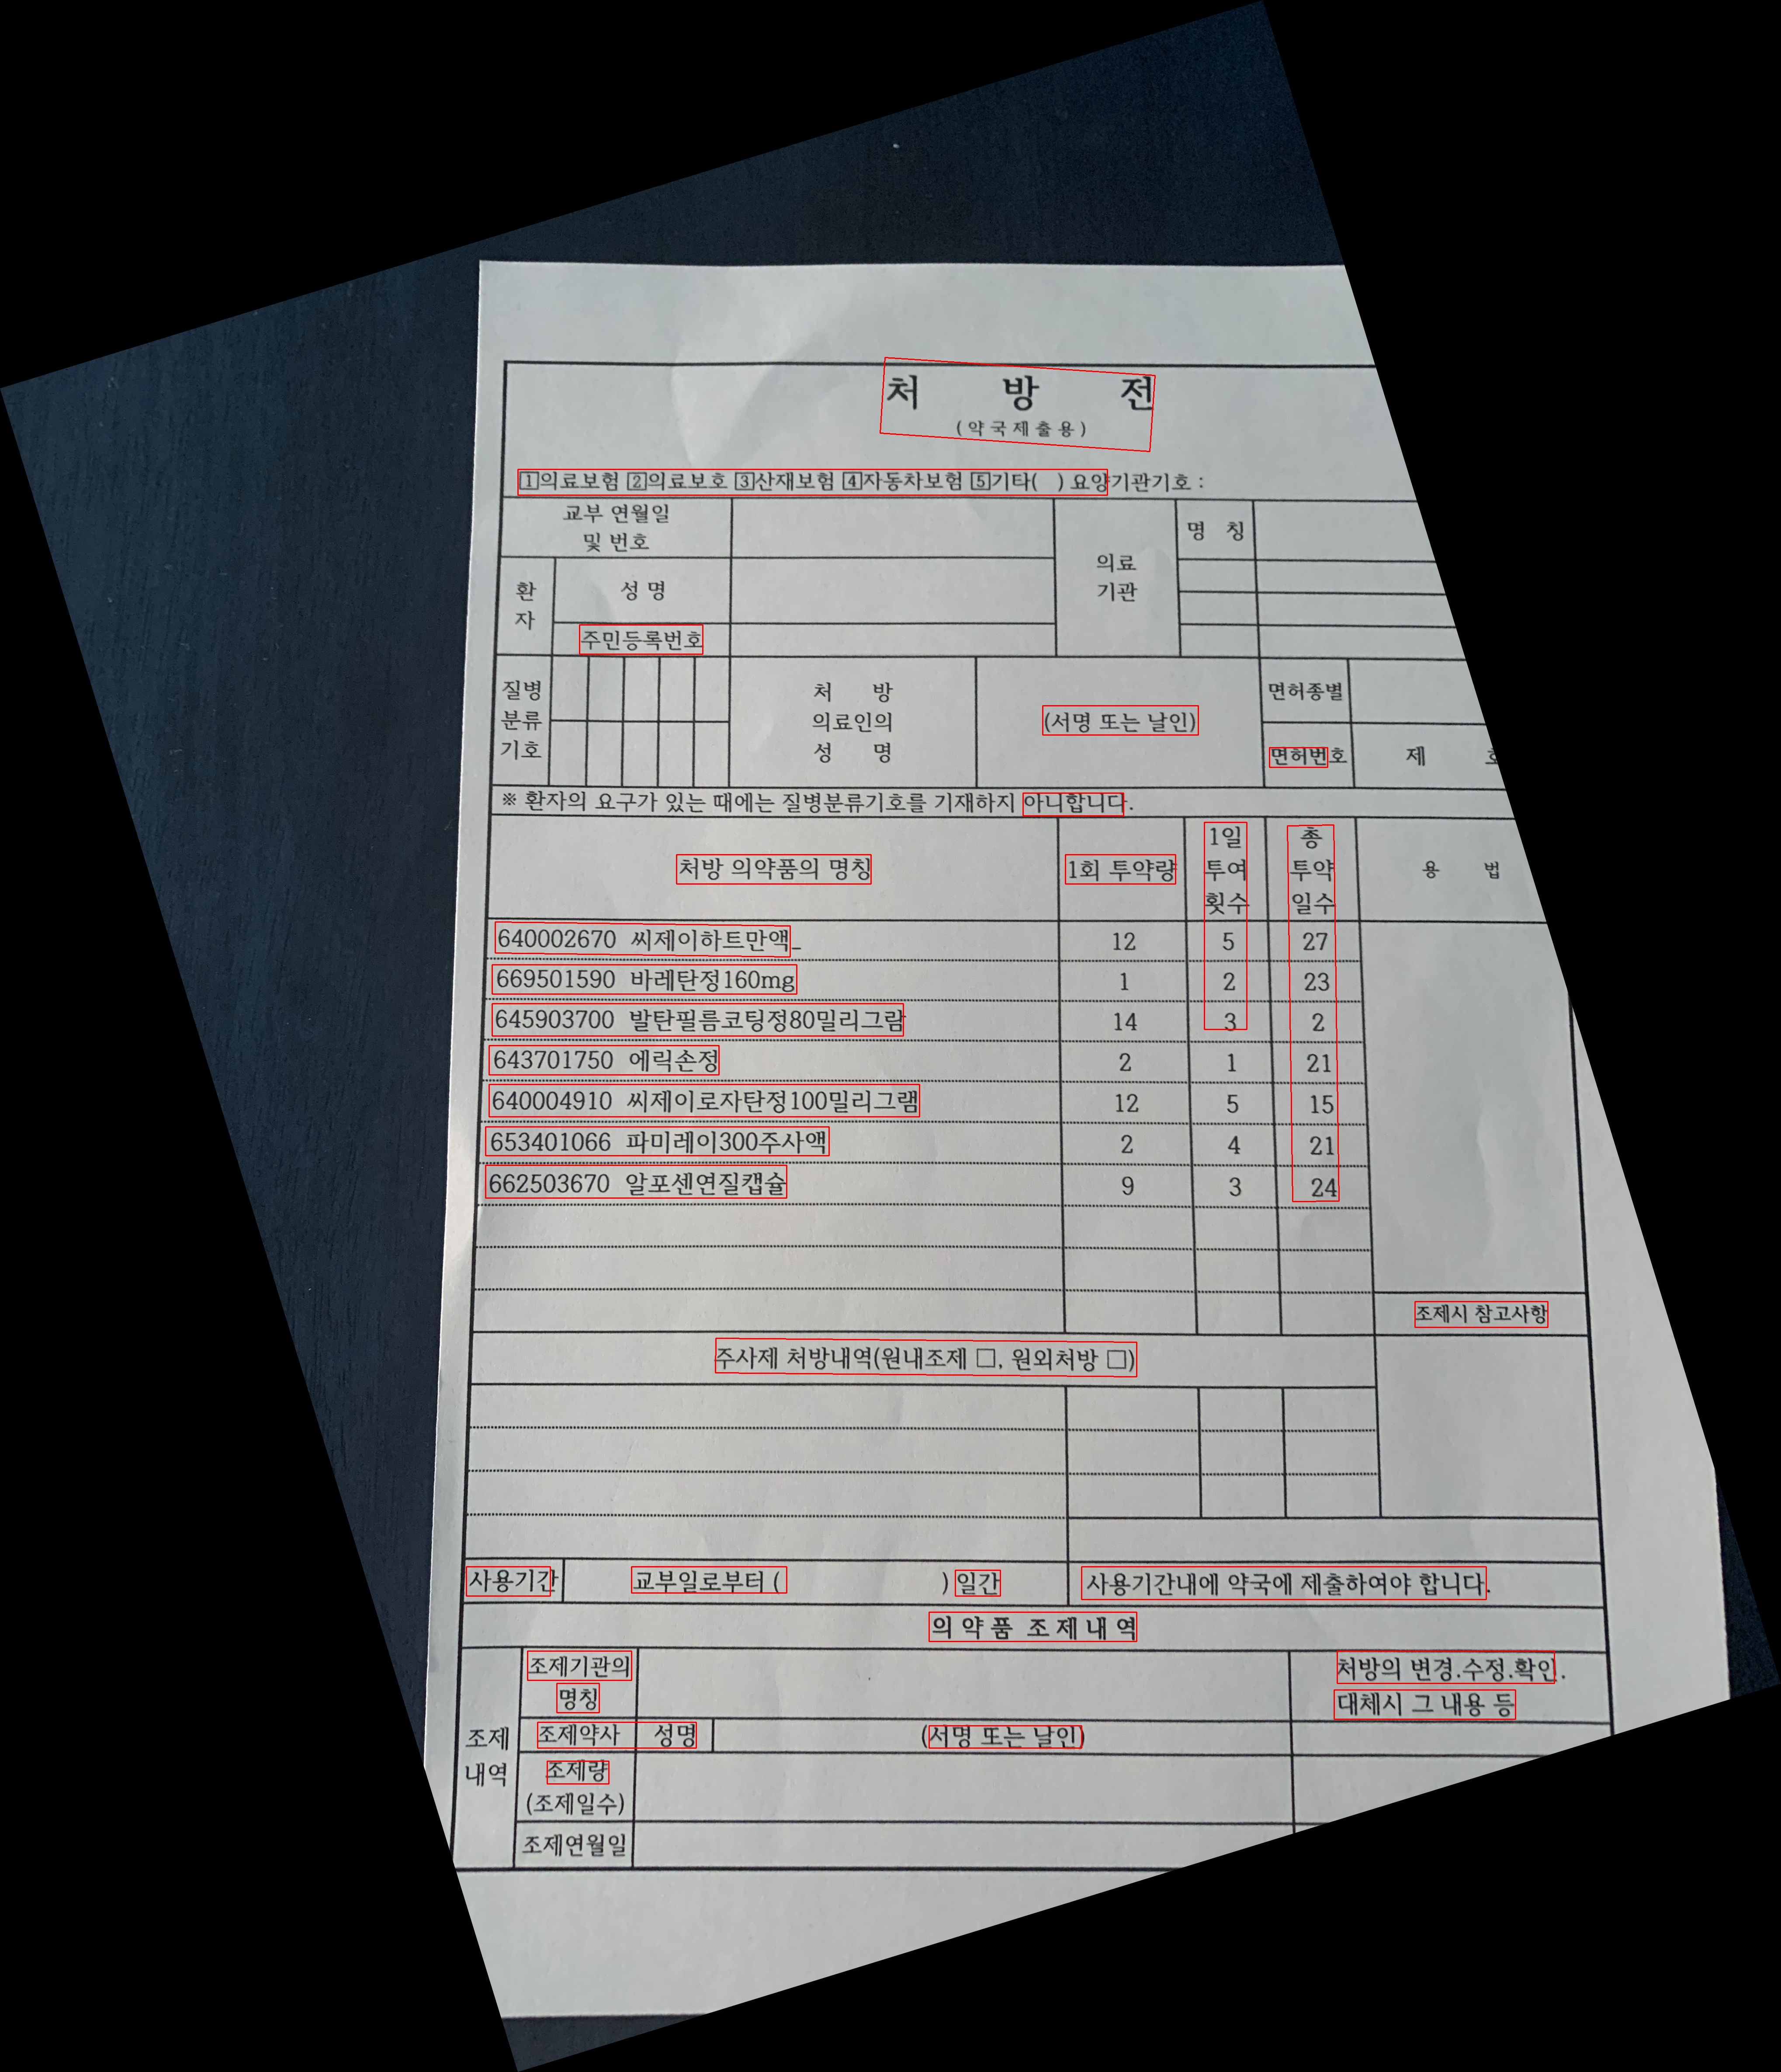 처 방 전
(약국제출용)
1의료보험 2의료보호 3산재보험 4자동차보험 5기타( ) 요양기관기호 :
교부 연월일
및 번호
의료
기관
명 칭
환
자
성 명
주민등록번호
질병
분류
기호
처 방
의료인의
성 명
(서명 또는 날인)
면허종별
면허번호
제 호
※ 환자의 요구가 있는 때에는 질병분류기호를 기재하지 아니합니다.
처방 의약품의 명칭
1회 투약량
1일
투여
횟수
총
투약
일수
용 법
640002670 씨제이하트만액_ 12 5 27
669501590 바레탄정160mg 1 2 23
645903700 발탄필름코팅정80밀리그람 14 3 2
643701750 에릭손정 2 1 21
640004910 씨제이로자탄정100밀리그램 12 5 15
653401066 파미레이300주사액 2 4 21
662503670 알포센연질캡슐 9 3 24
조제시 참고사항
주사제 처방내역(원내조제 □, 원외처방 □)
사용기간
교부일로부터 ( ) 일간
사용기간내에 약국에 제출하여야 합니다.
의 약 품 조 제 내 역
조제
내역
조제기관의
명칭
처방의 변경.수정.확인.
대체시 그 내용 등
조제약사 성명
(서명 또는 날인)
조제량
(조제일수)
조제연월일